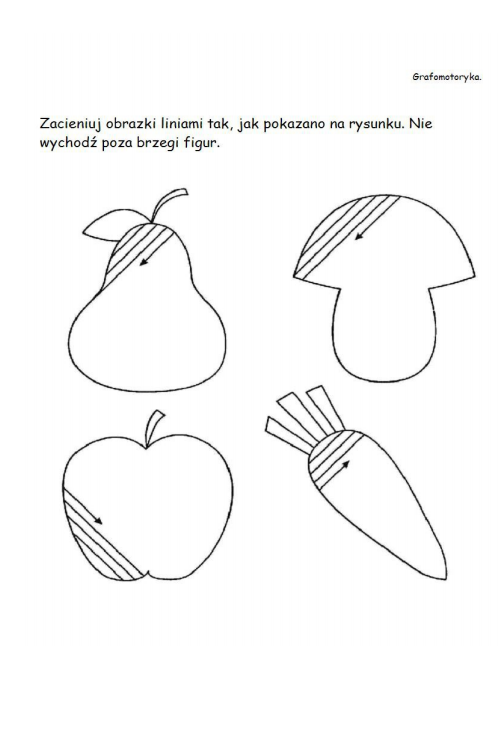 Grafomotoryka.
Zacieniuj obrazki liniami tak, jak pokazano na rysunku. Nie
wychodź poza brzegi figur.